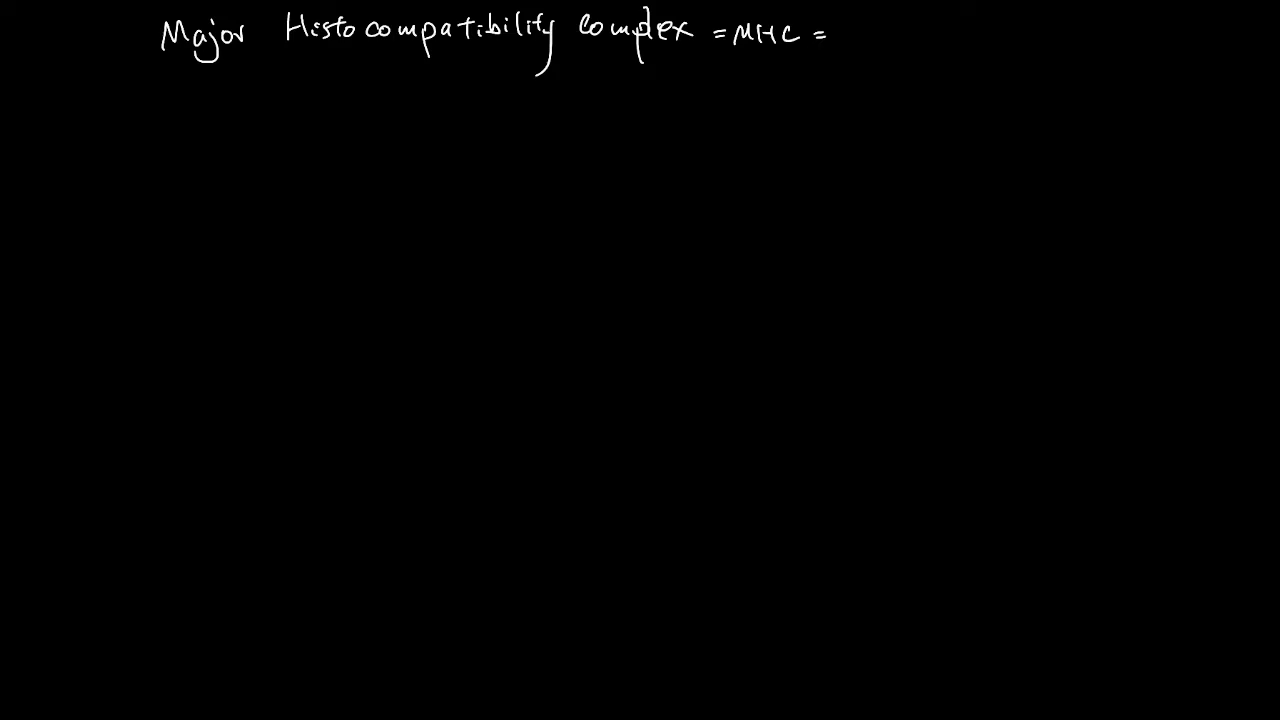 Major Histocompatibility complex = MHC =